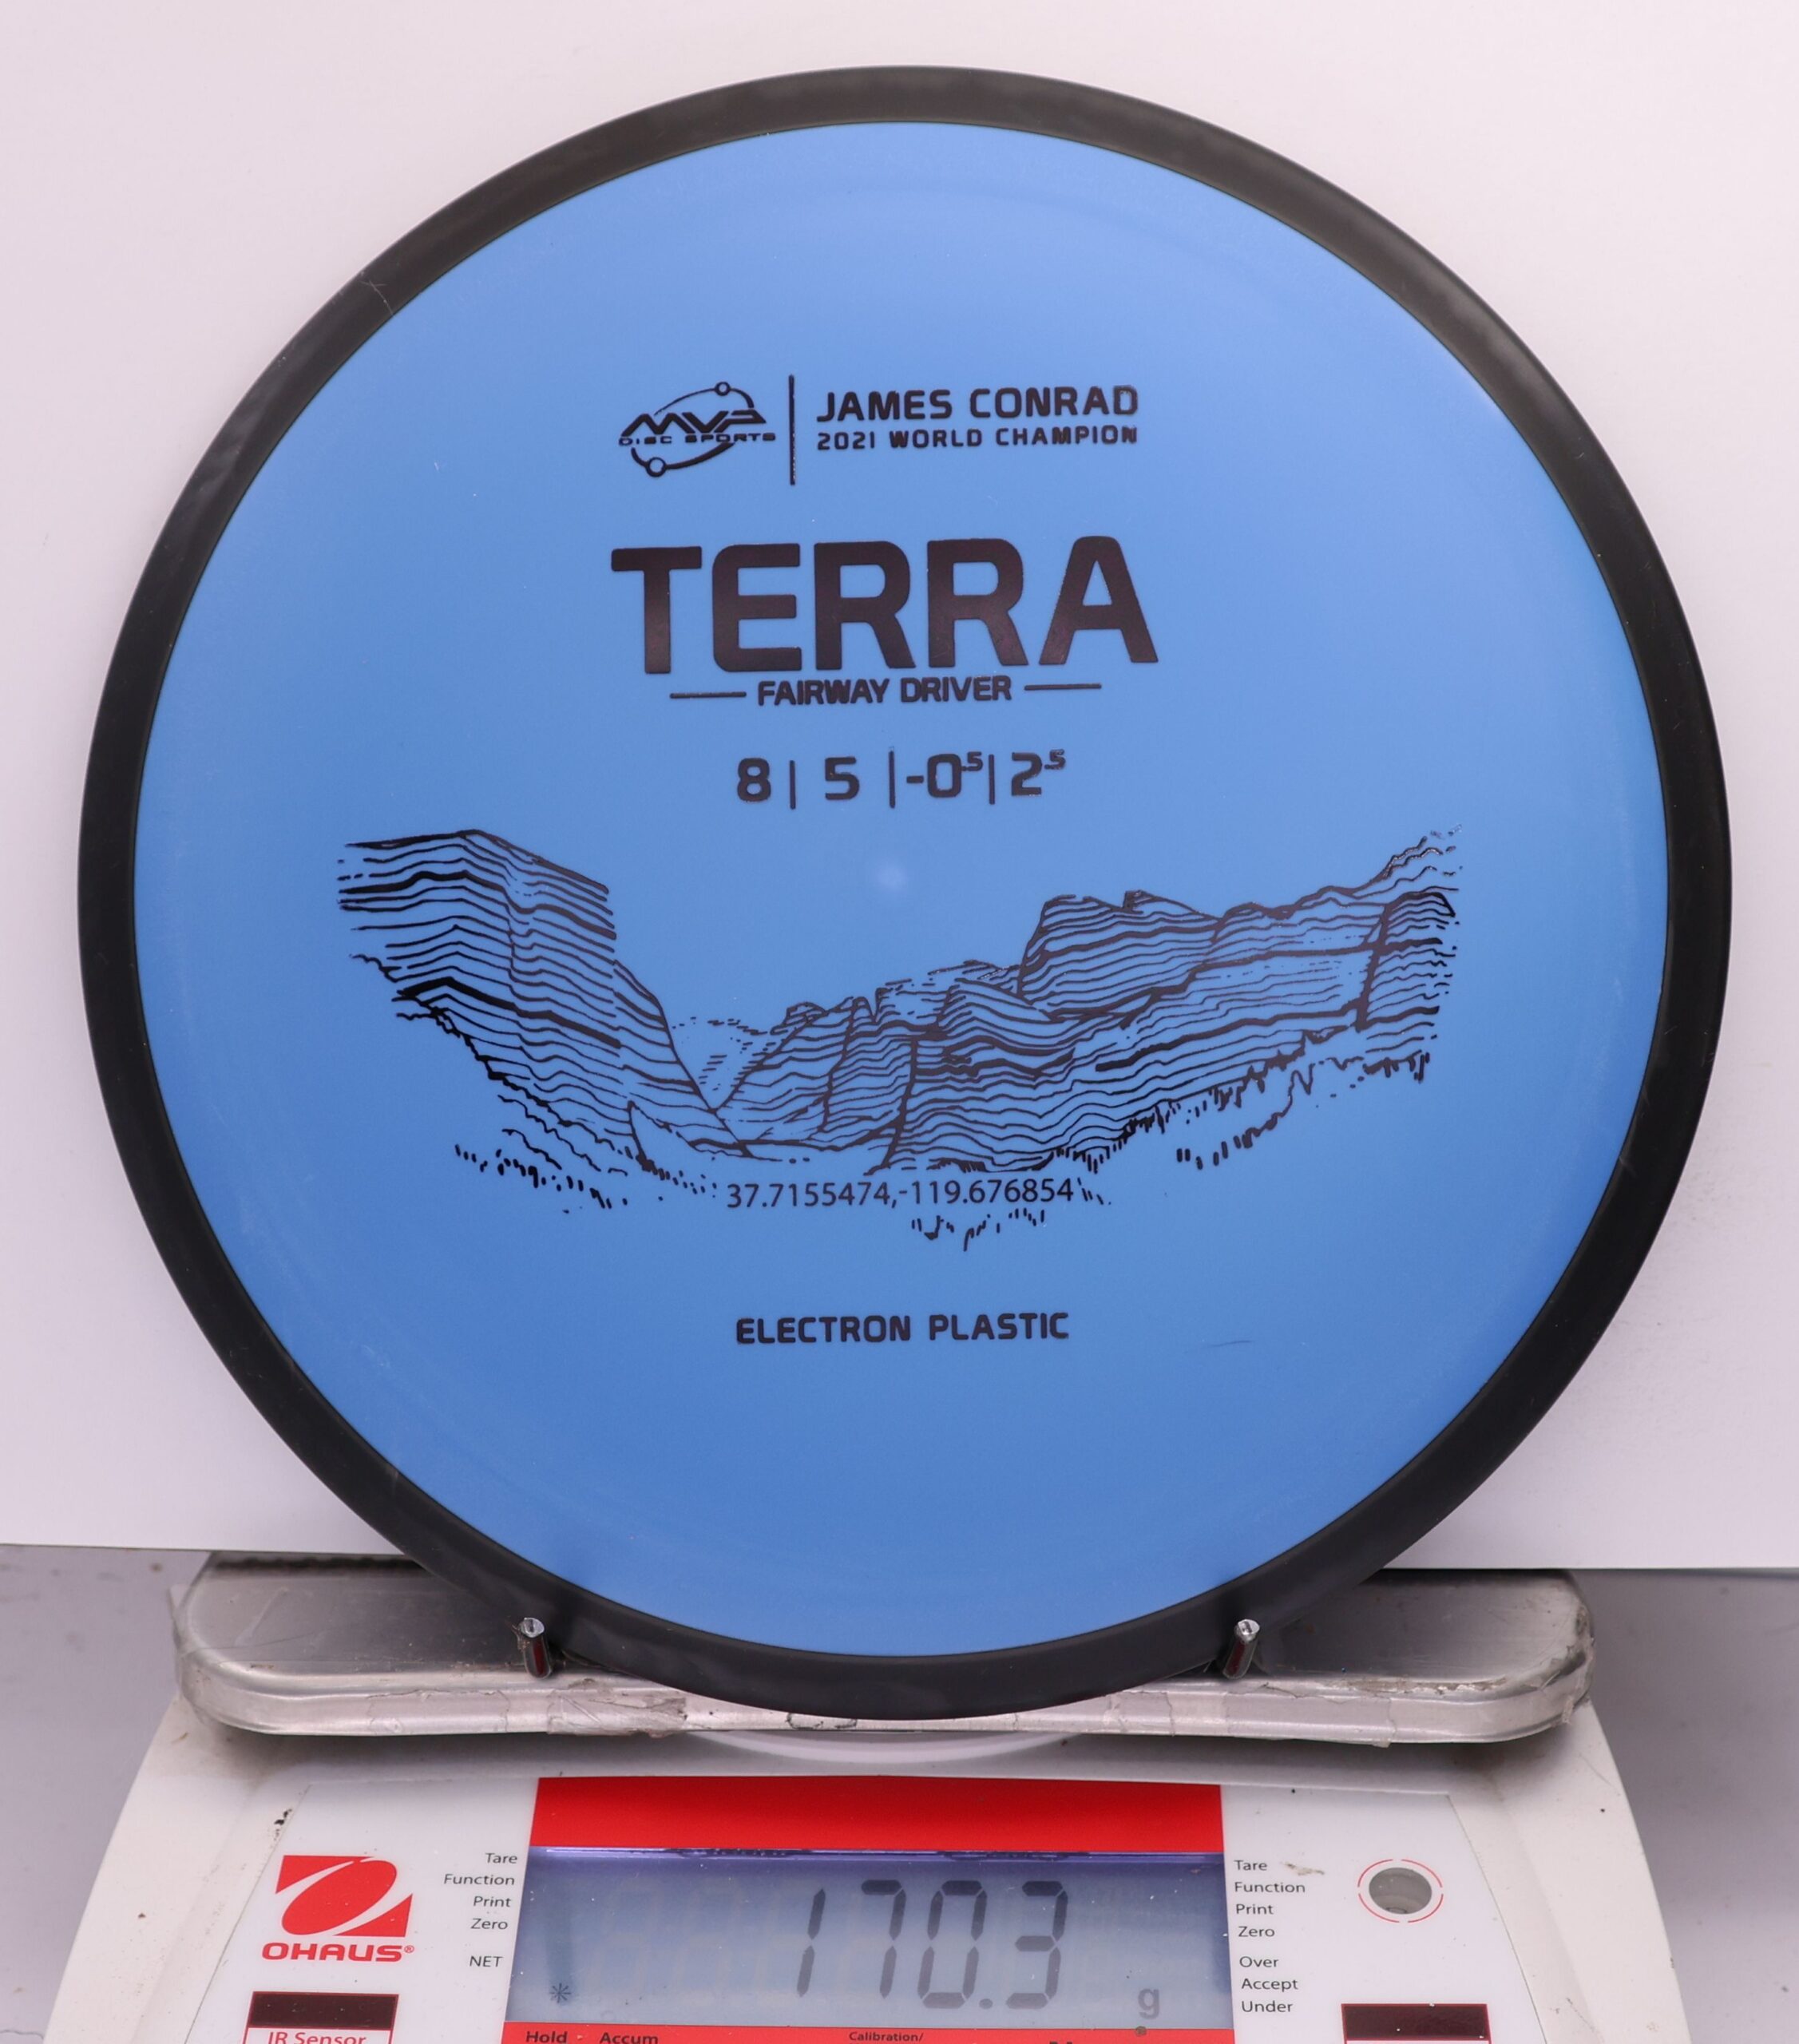 MVP
DISC SPORTS
JAMES CONRAD
2021 WORLD CHAMPION
TERRA
FAIRWAY DRIVER
8 | 5 | -0.5 | 2.5
37.7155474,-119.676854
ELECTRON PLASTIC
OHAUS®
Tare
Function
Print
Zero
NET
170.3 g
*
Tare
Function
Print
Zero
Over
Accept
Under
IR Sensor
Hold Accum
Calibration/